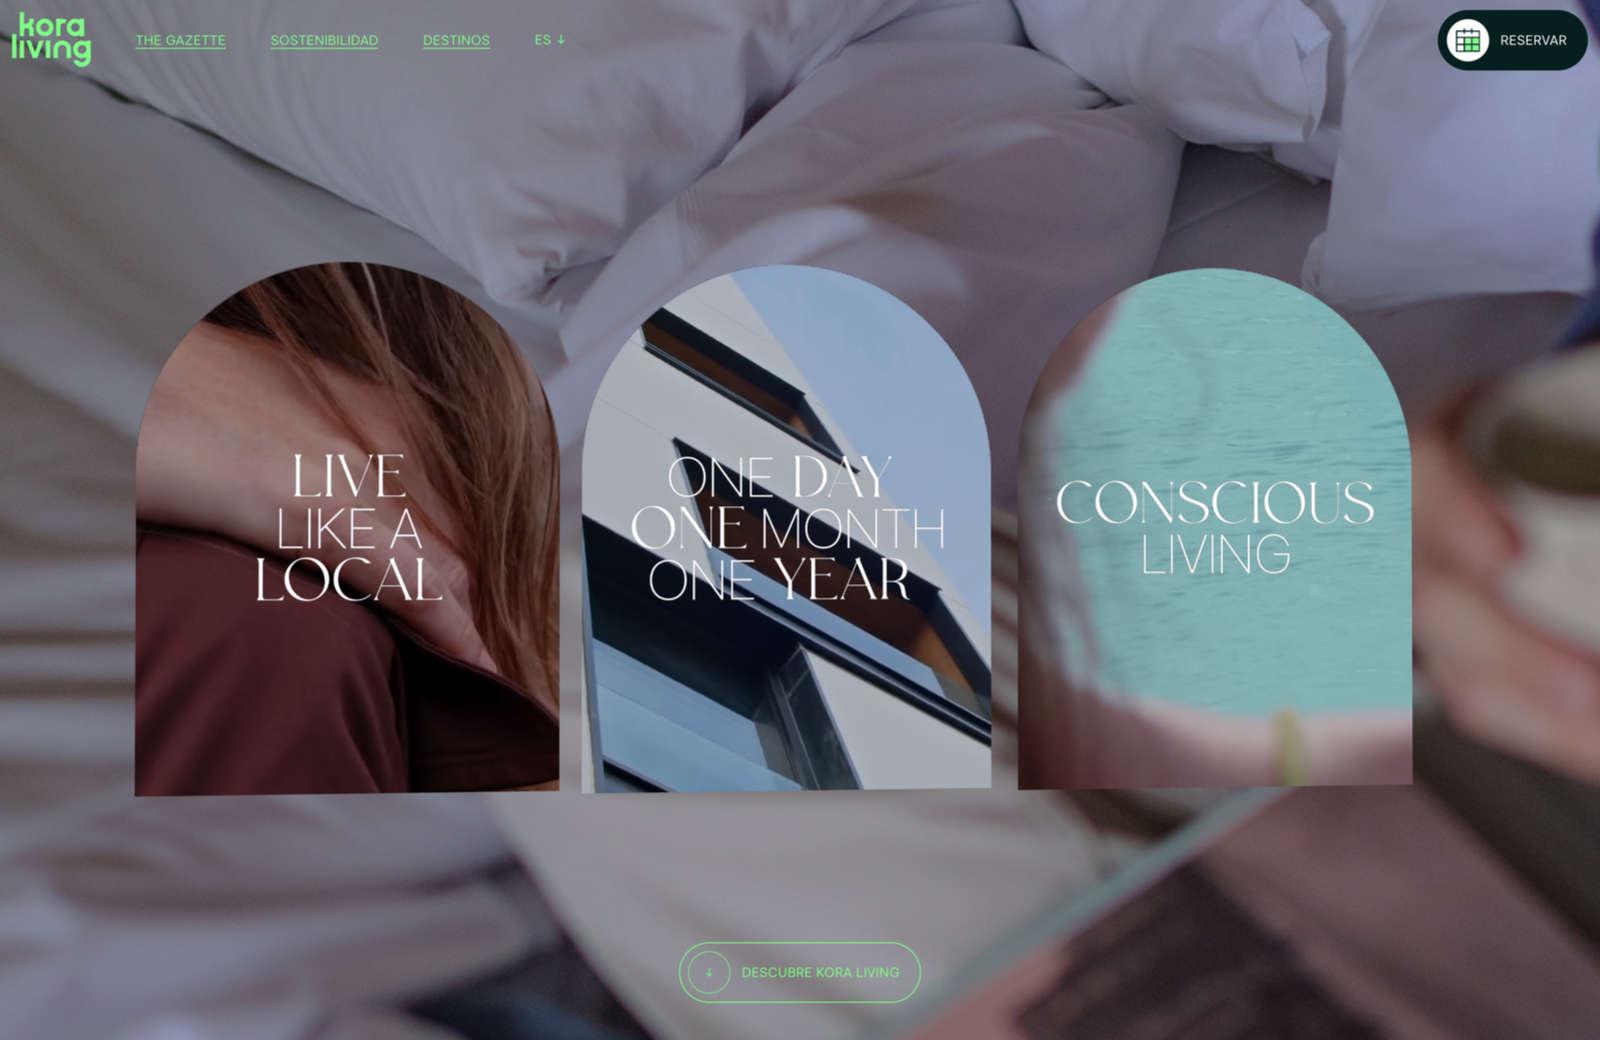 kora
living
THE GAZETTE
SOSTENIBILIDAD
DESTINOS
ES ↓
RESERVAR
LIVE
LIKE A
LOCAL
ONE DAY
ONE MONTH
ONE YEAR
CONSCIOUS
LIVING
↓ DESCUBRE KORA LIVING